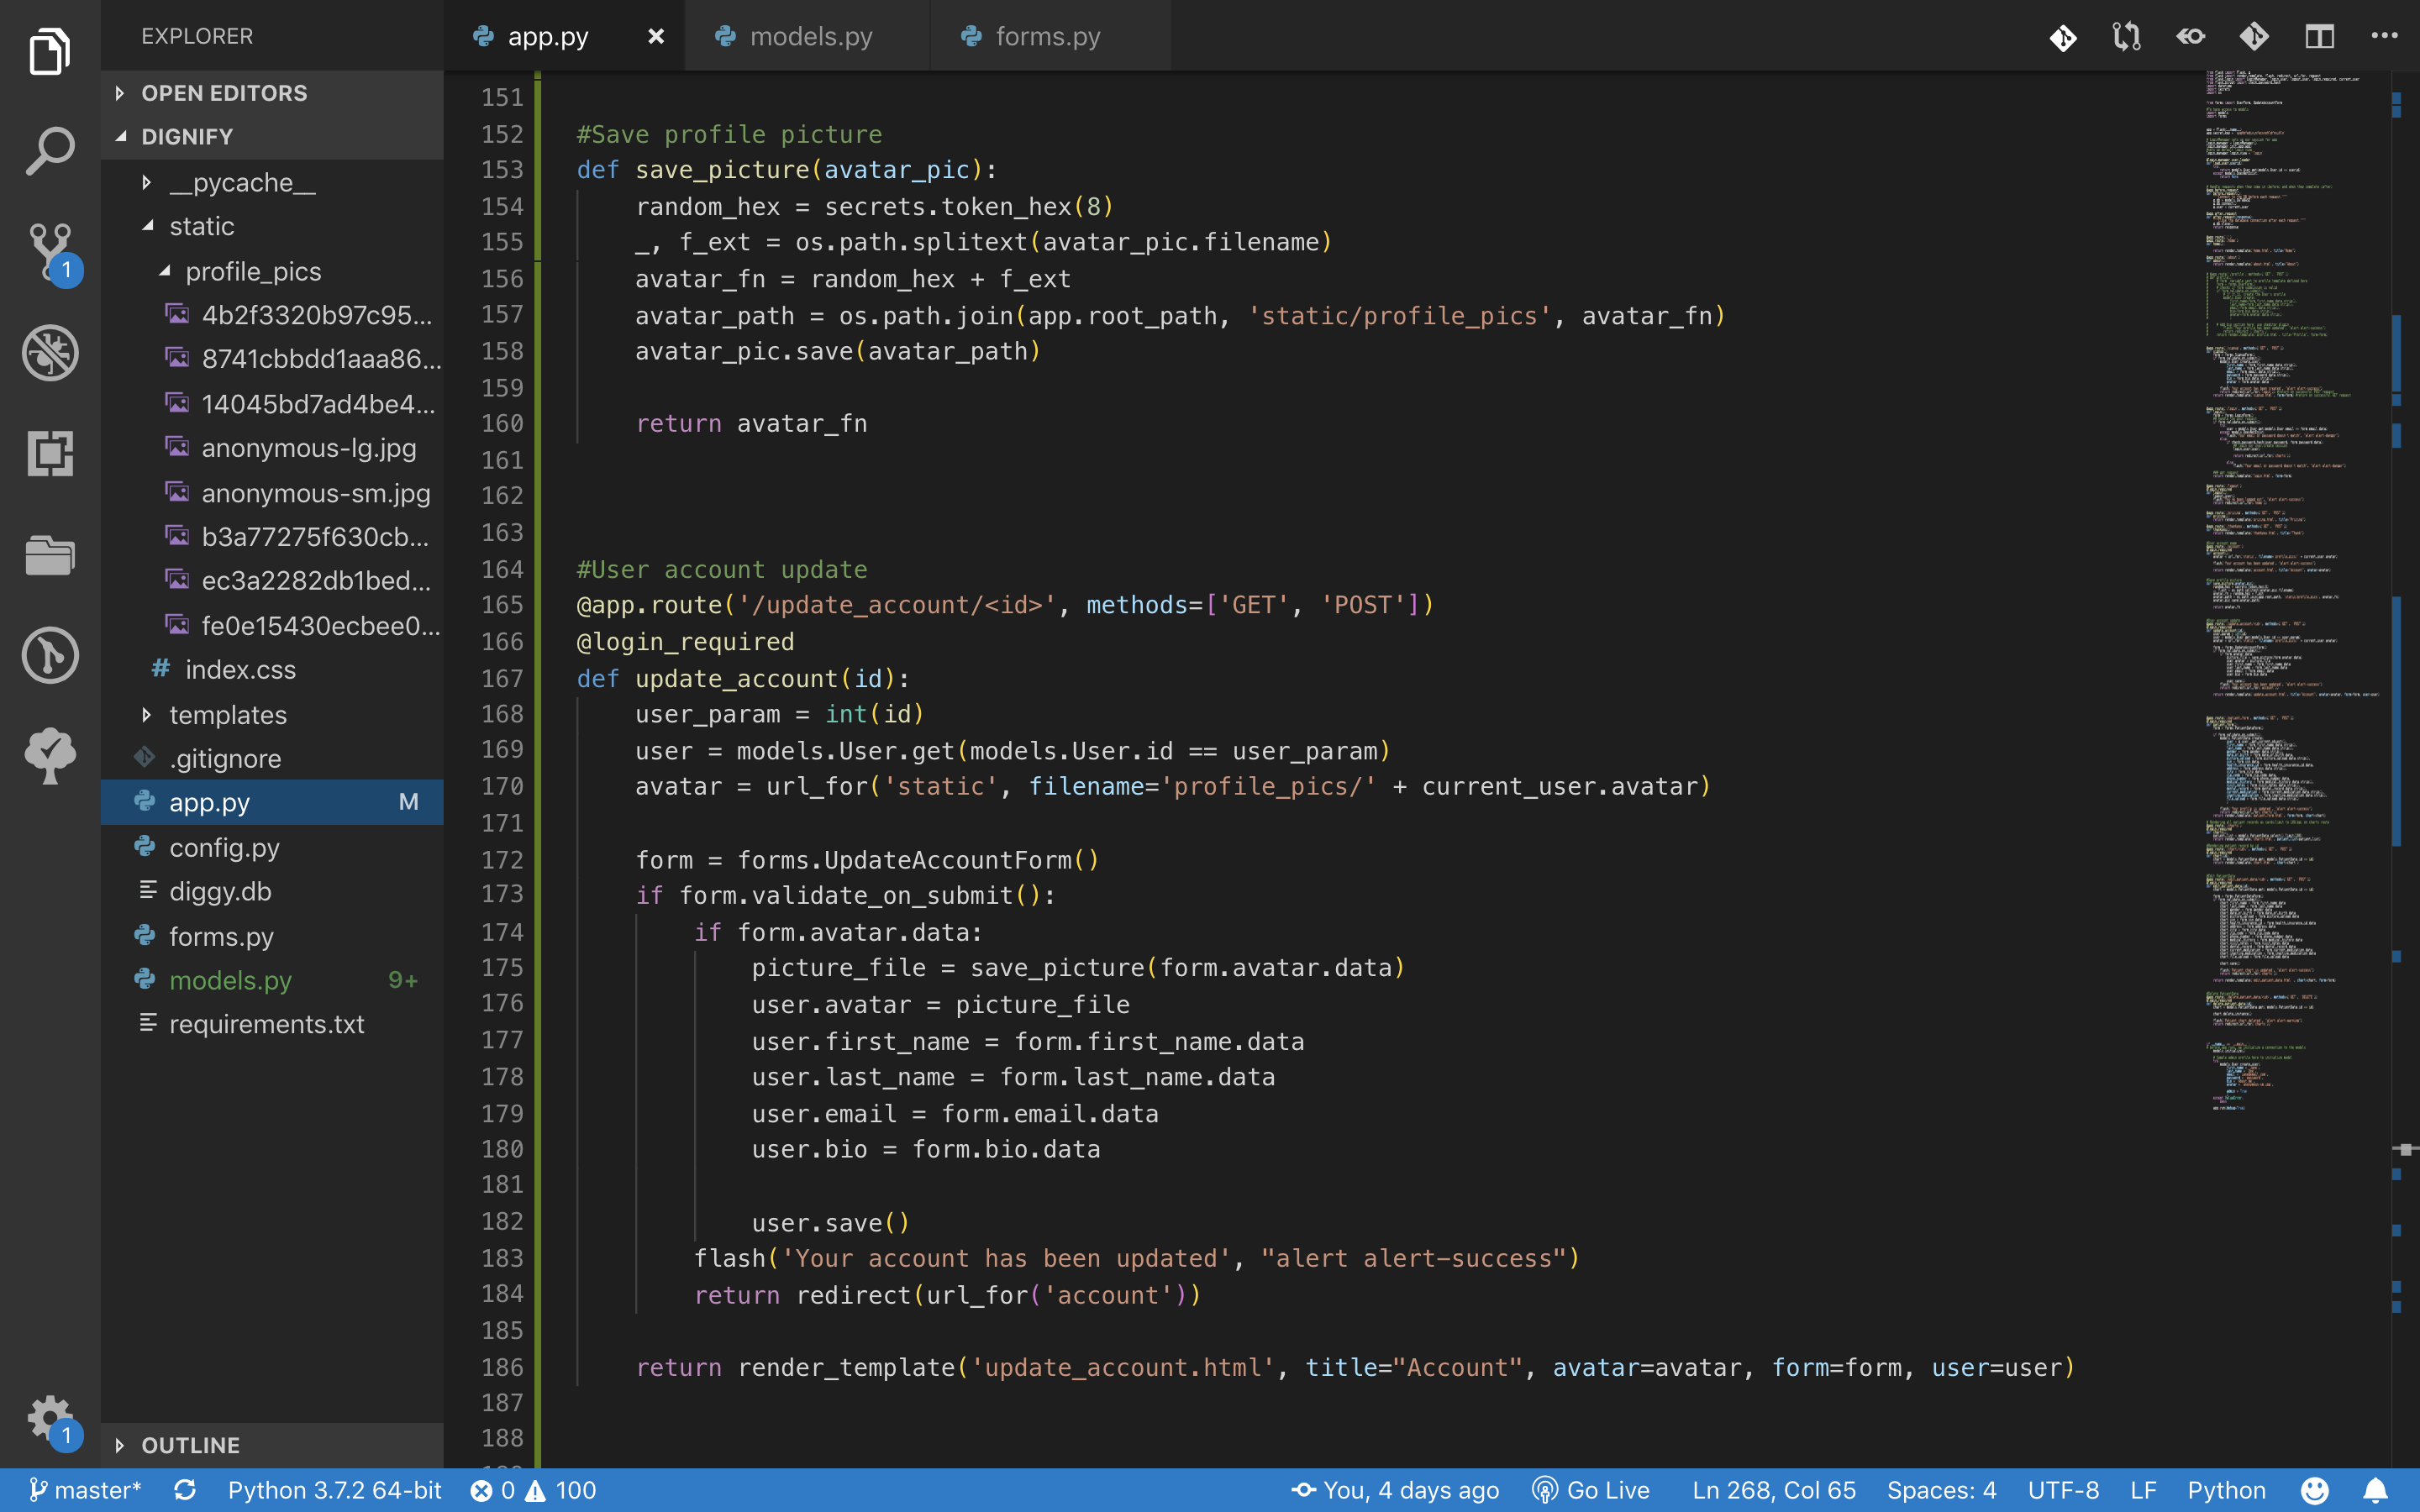 EXPLORER
app.py
models.py
forms.py
OPEN EDITORS
DIGNIFY
__pycache__
static
profile_pics
4b2f3320b97c95...
8741cbbdd1aaa86...
14045bd7ad4be4...
anonymous-lg.jpg
anonymous-sm.jpg
b3a77275f630cb...
ec3a2282db1bed...
fe0e15430ecbee0...
# index.css
templates
.gitignore
app.py M
config.py
diggy.db
forms.py
models.py 9+
requirements.txt
OUTLINE
1
1
151
152 #Save profile picture
153 def save_picture(avatar_pic):
154     random_hex = secrets.token_hex(8)
155     _, f_ext = os.path.splitext(avatar_pic.filename)
156     avatar_fn = random_hex + f_ext
157     avatar_path = os.path.join(app.root_path, 'static/profile_pics', avatar_fn)
158     avatar_pic.save(avatar_path)
159
160     return avatar_fn
161
162
163
164 #User account update
165 @app.route('/update_account/<id>', methods=['GET', 'POST'])
166 @login_required
167 def update_account(id):
168     user_param = int(id)
169     user = models.User.get(models.User.id == user_param)
170     avatar = url_for('static', filename='profile_pics/' + current_user.avatar)
171
172     form = forms.UpdateAccountForm()
173     if form.validate_on_submit():
174         if form.avatar.data:
175             picture_file = save_picture(form.avatar.data)
176             user.avatar = picture_file
177             user.first_name = form.first_name.data
178             user.last_name = form.last_name.data
179             user.email = form.email.data
180             user.bio = form.bio.data
181
182             user.save()
183         flash('Your account has been updated', "alert alert-success")
184         return redirect(url_for('account'))
185
186     return render_template('update_account.html', title="Account", avatar=avatar, form=form, user=user)
187
188
master* Python 3.7.2 64-bit 0 100 You, 4 days ago Go Live Ln 268, Col 65 Spaces: 4 UTF-8 LF Python